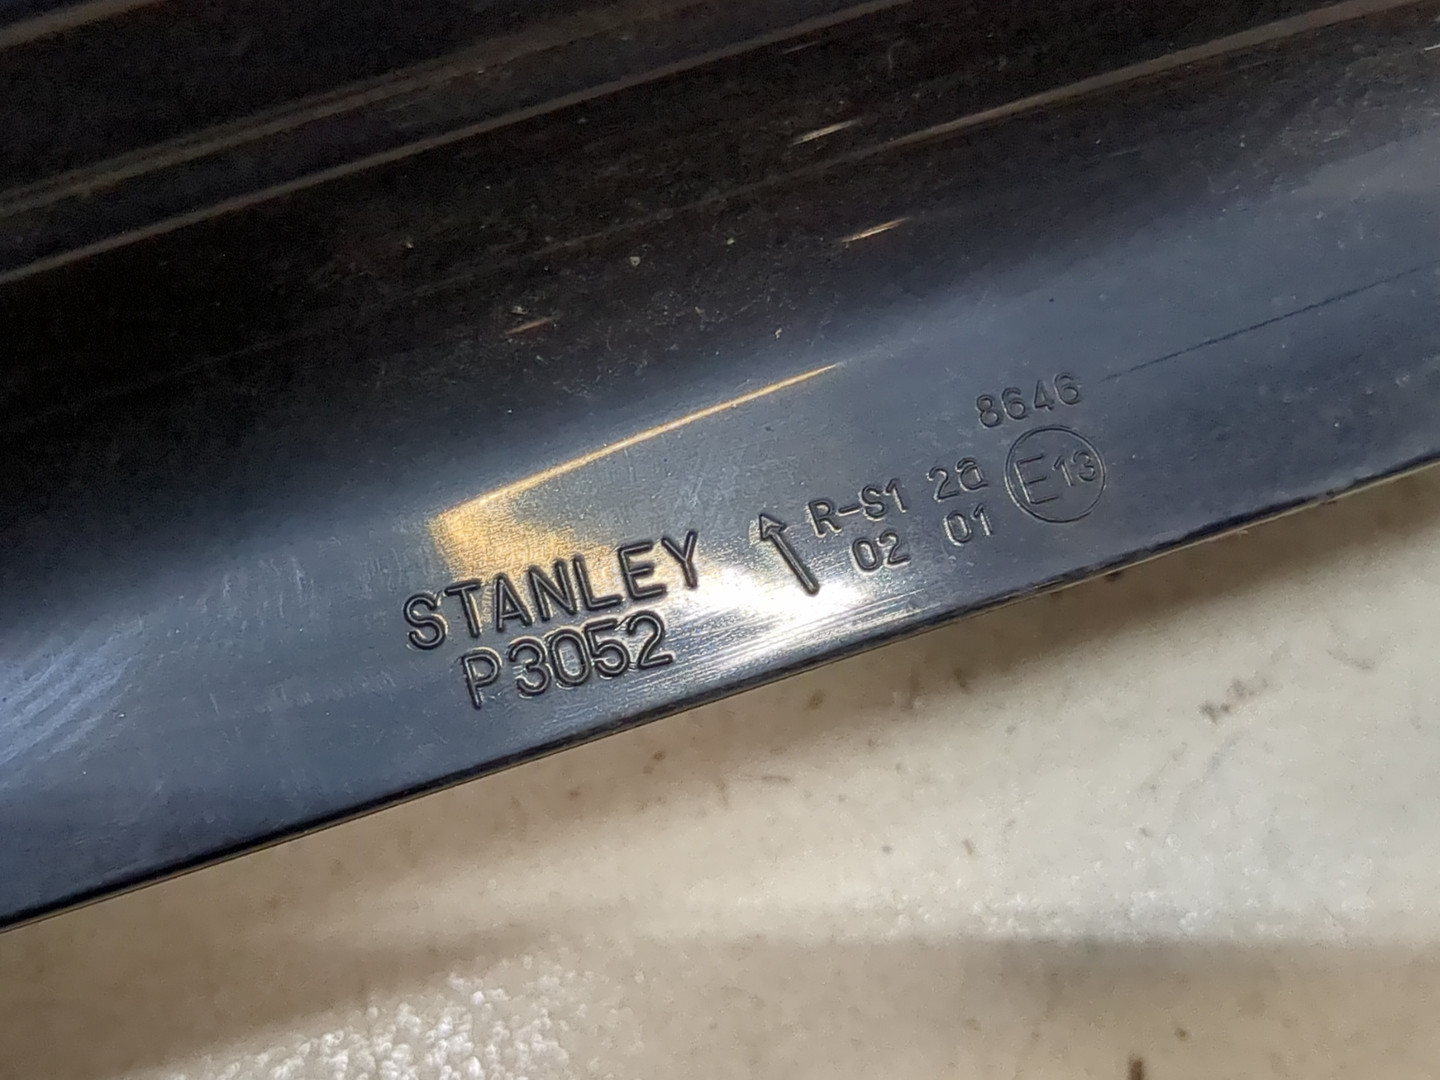 STANLEY
P3052
↑ R-S1 2a
02 01
8646
E13